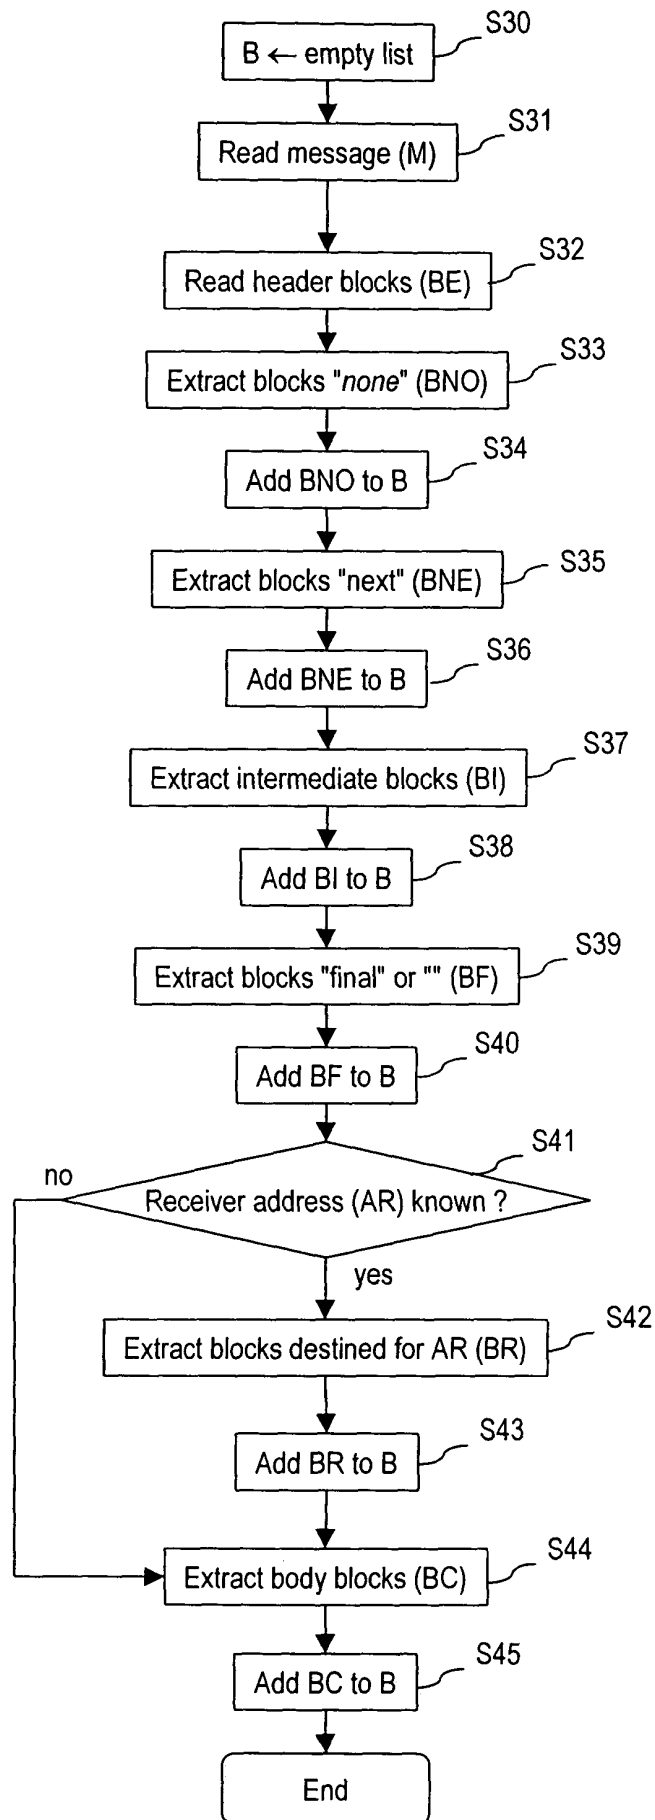 S30
B ← empty list
S31
Read message (M)
S32
Read header blocks (BE)
S33
Extract blocks "none" (BNO)
S34
Add BNO to B
S35
Extract blocks "next" (BNE)
S36
Add BNE to B
S37
Extract intermediate blocks (BI)
S38
Add BI to B
S39
Extract blocks "final" or "" (BF)
S40
Add BF to B
S41
no
Receiver address (AR) known ?
yes
S42
Extract blocks destined for AR (BR)
S43
Add BR to B
S44
Extract body blocks (BC)
S45
Add BC to B
End